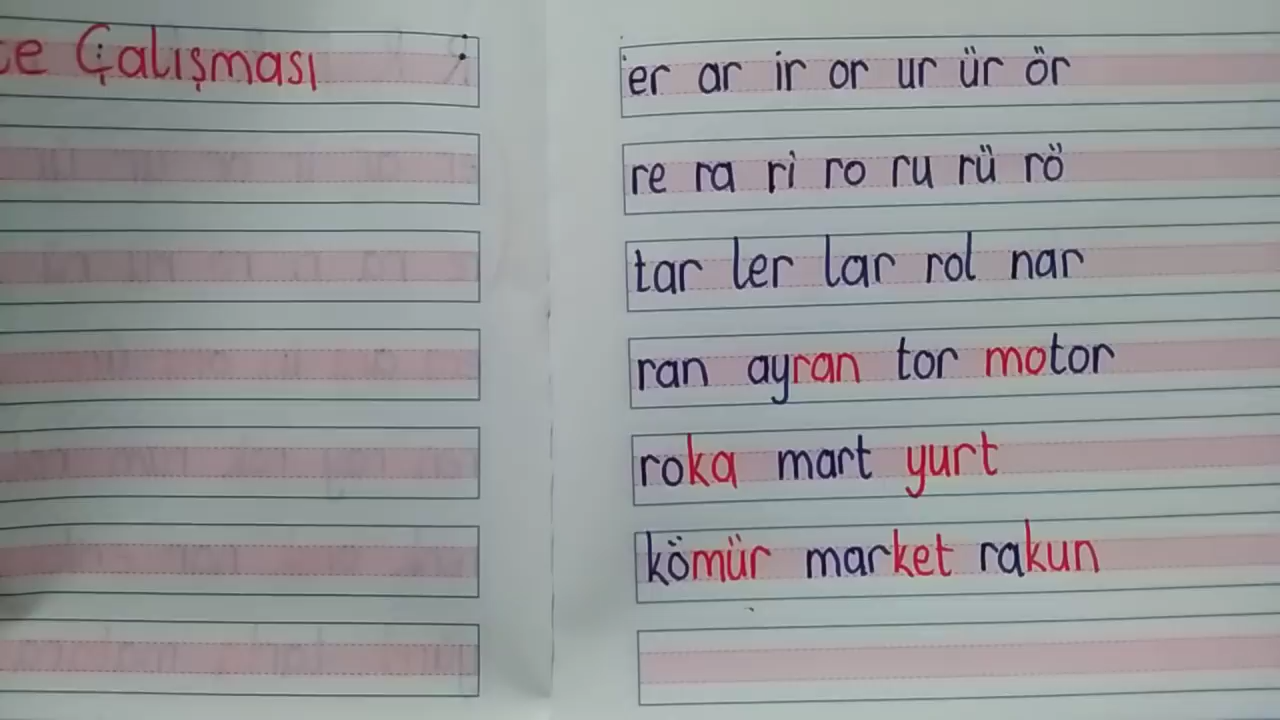 Çalışması
er ar ir or ur ür ör
re ra ri ro ru rü rö
tar ler lar rol nar
ran ayran tor motor
roka mart yurt
kömür market rakun